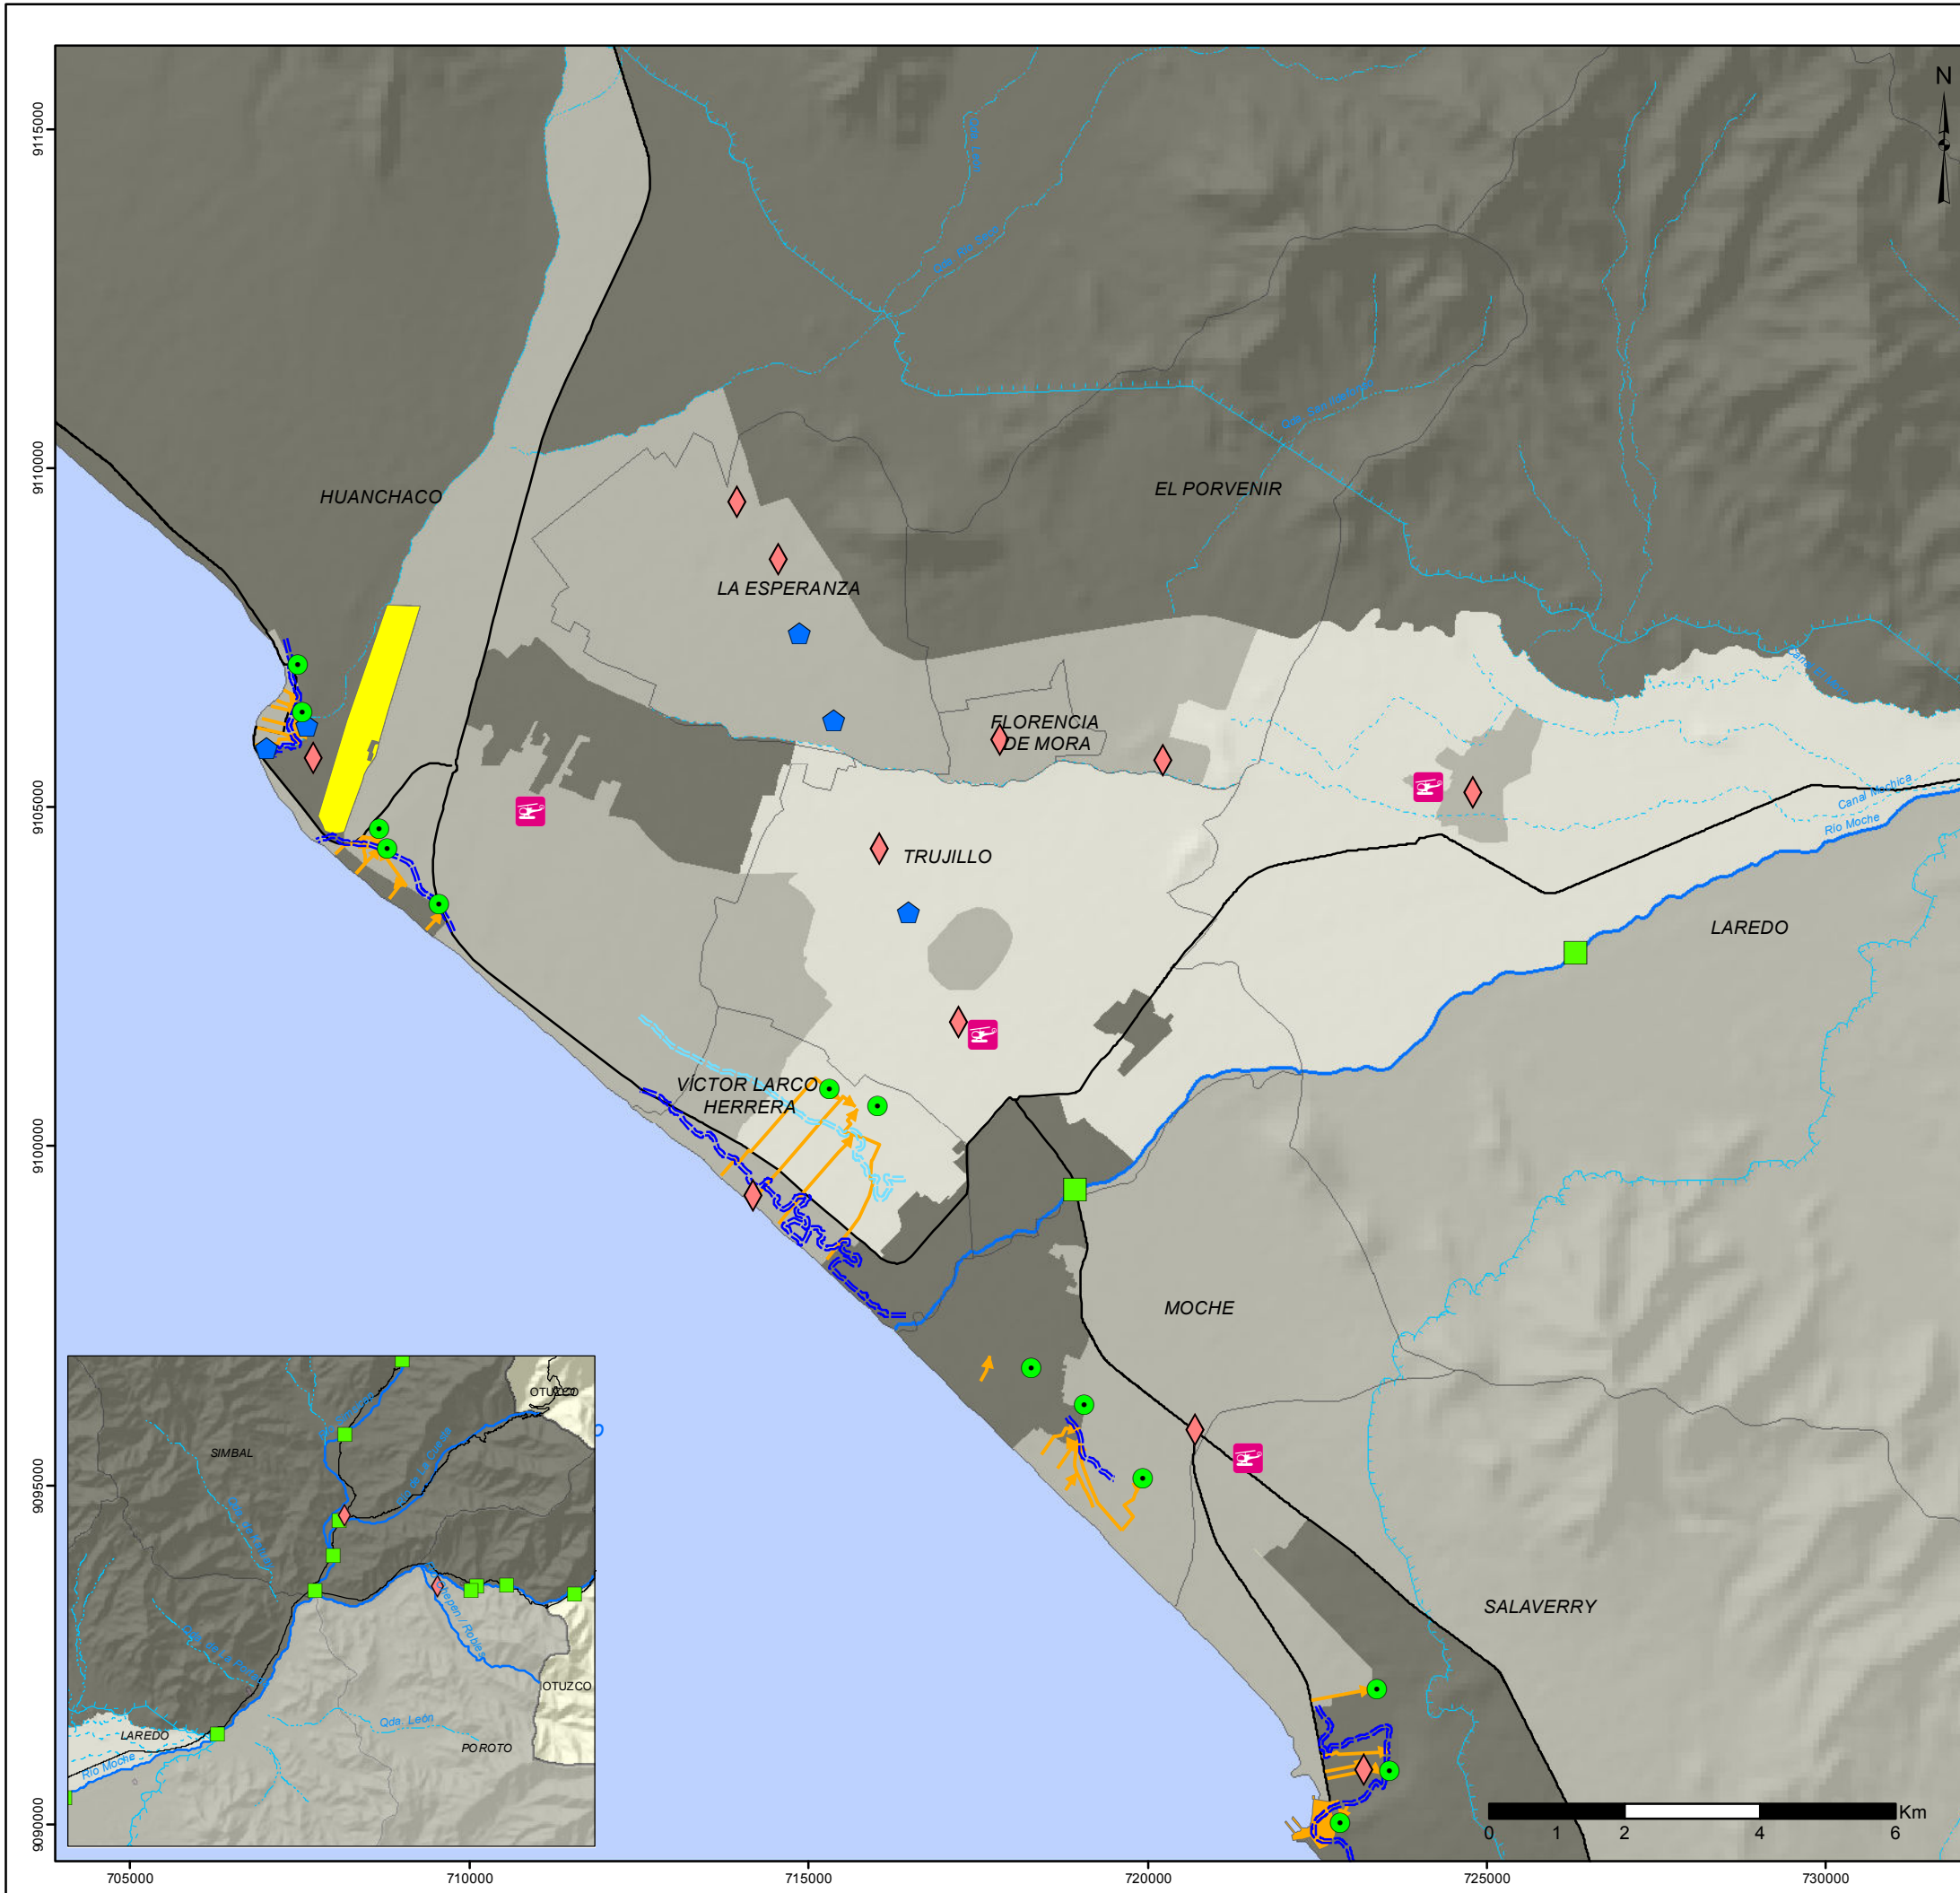 N
9115000
9110000
9105000
9100000
9095000
9090000
HUANCHACO
EL PORVENIR
LA ESPERANZA
FLORENCIA
DE MORA
TRUJILLO
Canal Mochica
Río Moche
LAREDO
VÍCTOR LARCO
HERRERA
MOCHE
SALAVERRY
OTUZCO
SIMBAL
OTUZCO
Qda. León
LAREDO
POROTO
Río Moche
Km
0 1 2 4 6
705000 710000 715000 720000 725000 730000